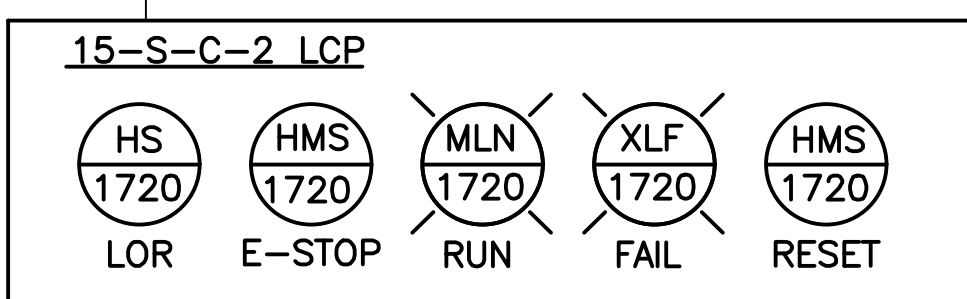 15-S-C-2 LCP
HS HMS MLN XLF HMS
1720 1720 1720 1720 1720
LOR E-STOP RUN FAIL RESET